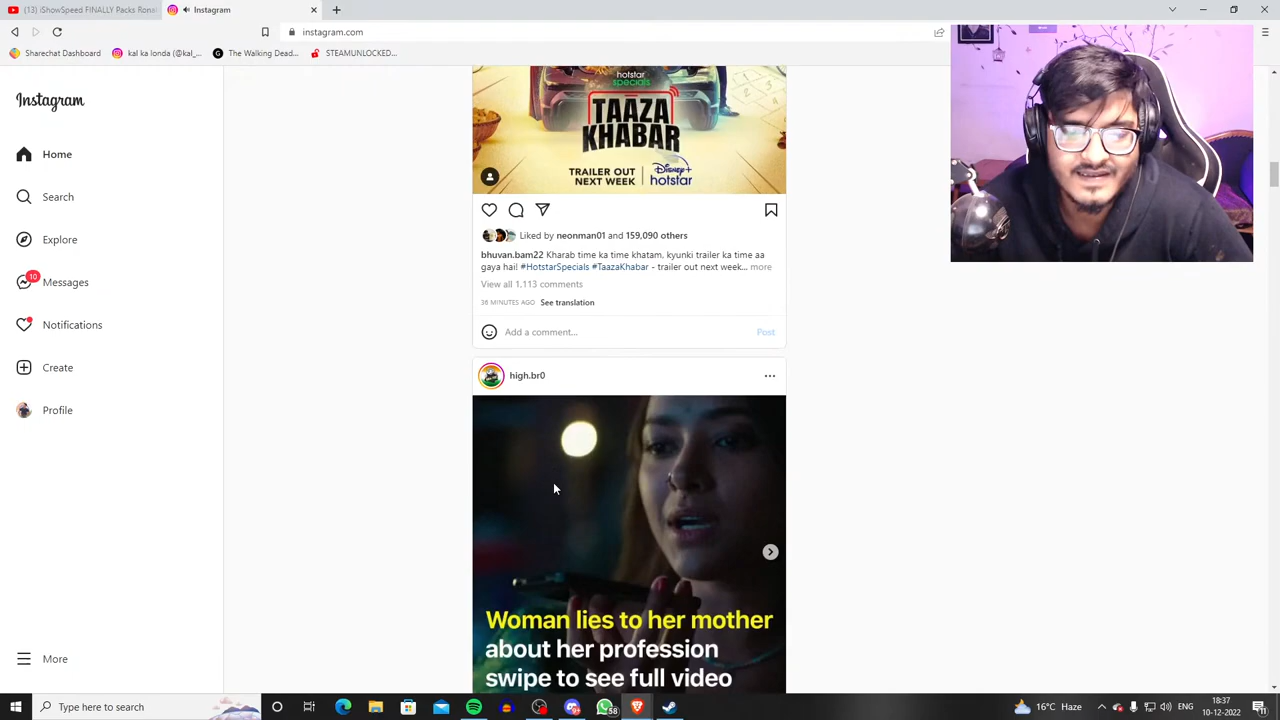 (13) iShowSpeed FINALLY Packs Rona
Instagram
instagram.com
Sharechat Dashboard
kal ka londa (@kal_...
The Walking Dead...
STEAMUNLOCKED...
Instagram
Home
Search
Explore
10
Messages
Notifications
Create
Profile
More
hotstar
specials
TAAZA
KHABAR
TRAILER OUT
NEXT WEEK
Disney+
hotstar
Liked by neonman01 and 159,090 others
bhuvan.bam22 Kharab time ka time khatam, kyunki trailer ka time aa
gaya hai! #HotstarSpecials #TaazaKhabar - trailer out next week... more
View all 1,113 comments
36 MINUTES AGO See translation
Add a comment...
Post
high.br0
Woman lies to her mother
about her profession
swipe to see full video
Type here to search
58
16°C Haze
ENG
18:37
10-12-2022